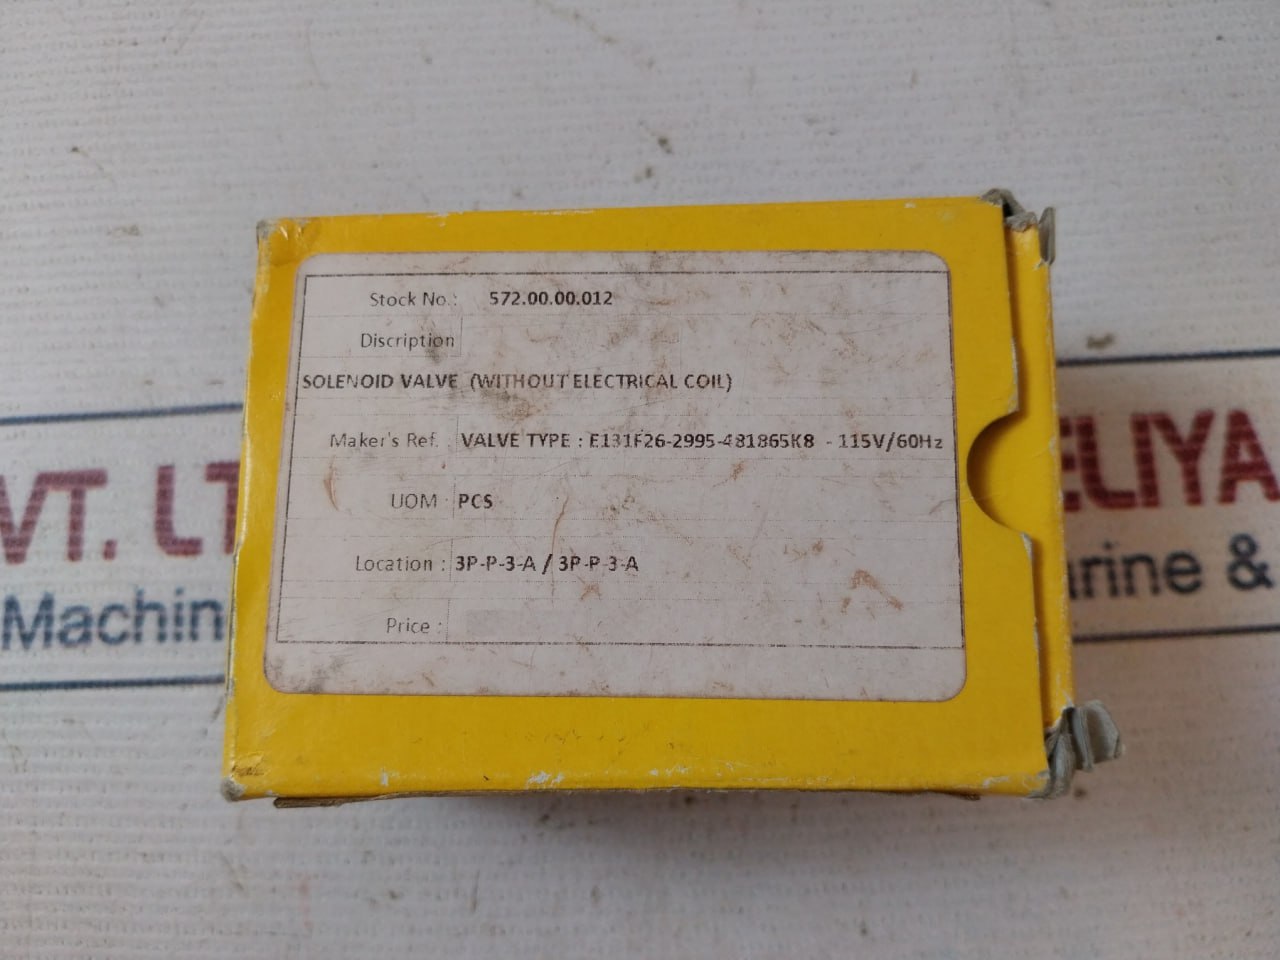 Stock No.: 572.00.00.012
Discription
SOLENOID VALVE (WITHOUT ELECTRICAL COIL)
Maker's Ref. : VALVE TYPE : E131F26-2995-481865K8 - 115V/60Hz
UOM : PCS
Location : 3P-P-3-A / 3P-P-3-A
Price :
VT. LT
ELIYA
Machin
arine &